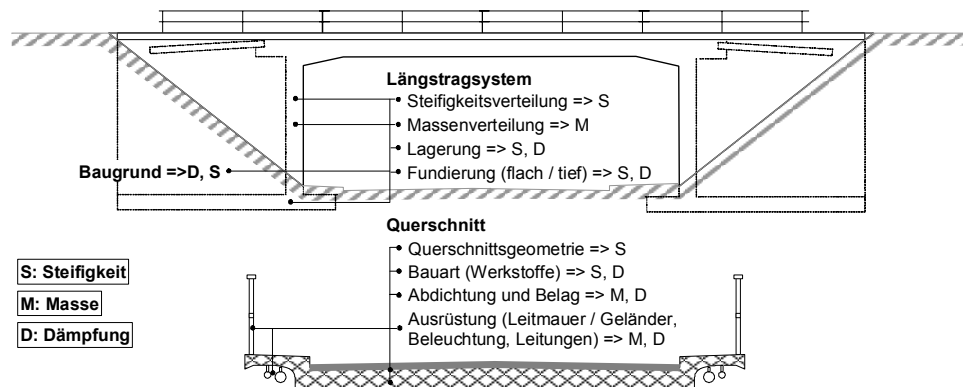 Längstragsystem
Steifigkeitsverteilung => S
Massenverteilung => M
Lagerung => S, D
Fundierung (flach / tief) => S, D
Baugrund =>D, S
Querschnitt
Querschnittsgeometrie => S
Bauart (Werkstoffe) => S, D
Abdichtung und Belag => M, D
Ausrüstung (Leitmauer / Geländer,
Beleuchtung, Leitungen) => M, D
S: Steifigkeit
M: Masse
D: Dämpfung